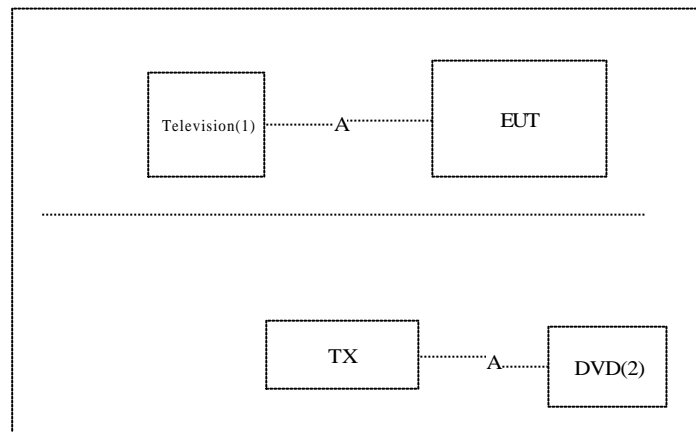 Television(1)
A
EUT
TX
A
DVD(2)